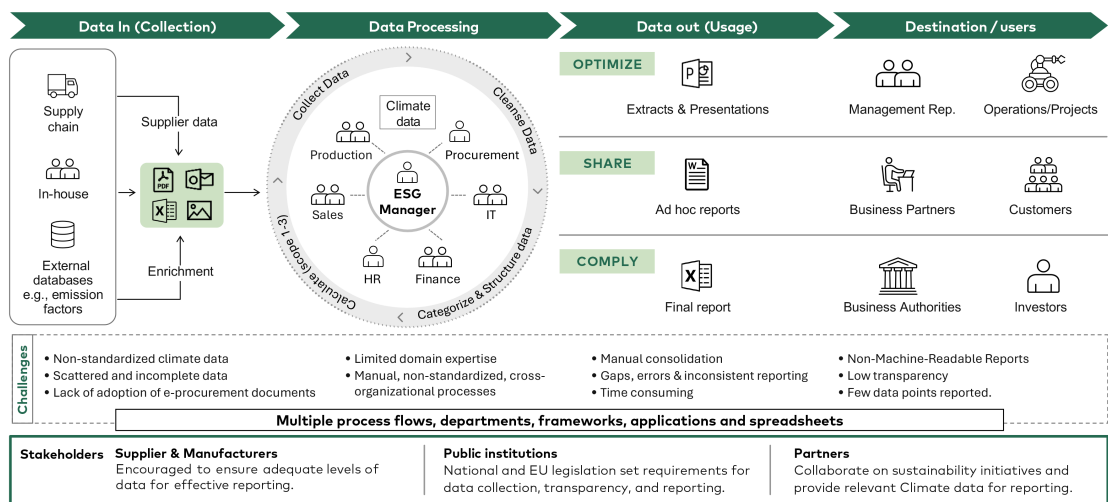 Data In (Collection)
Data Processing
Data out (Usage)
Destination / users
Supply
chain
In-house
External
databases
e.g., emission
factors
Supplier data
PDF
X
Enrichment
Collect Data
Cleanse Data
Categorize & Structure data
Calculate (scope 1-3)
Climate
data
Production
Procurement
ESG
Manager
Sales
IT
HR
Finance
OPTIMIZE
P
Extracts & Presentations
Management Rep.
Operations/Projects
SHARE
W
Ad hoc reports
Business Partners
Customers
COMPLY
X
Final report
Business Authorities
Investors
Challenges
• Non-standardized climate data
• Scattered and incomplete data
• Lack of adoption of e-procurement documents
• Limited domain expertise
• Manual, non-standardized, cross-
organizational processes
• Manual consolidation
• Gaps, errors & inconsistent reporting
• Time consuming
• Non-Machine-Readable Reports
• Low transparency
• Few data points reported.
Multiple process flows, departments, frameworks, applications and spreadsheets
Stakeholders
Supplier & Manufacturers
Encouraged to ensure adequate levels of
data for effective reporting.
Public institutions
National and EU legislation set requirements for
data collection, transparency, and reporting.
Partners
Collaborate on sustainability initiatives and
provide relevant Climate data for reporting.